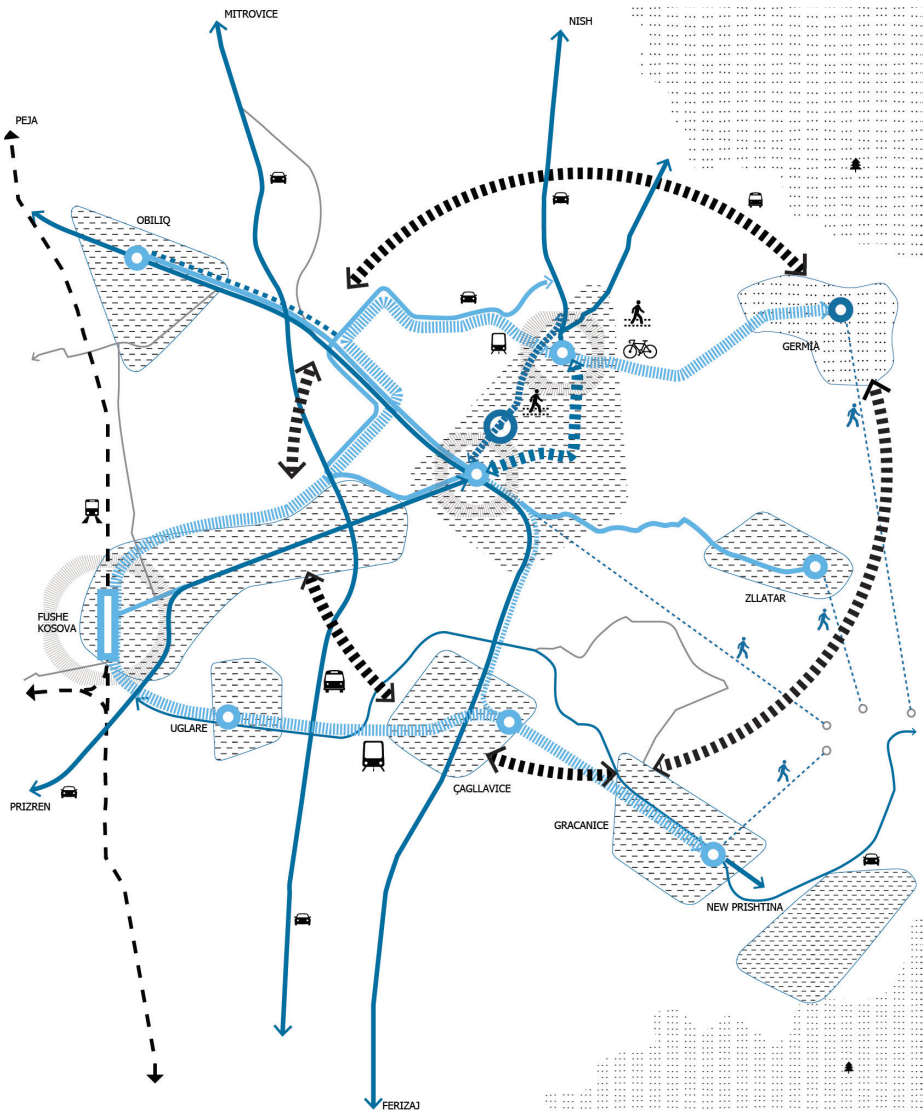 MITROVICE
NISH
PEJA
OBILIQ
GERMIA
ZLLATAR
FUSHE
KOSOVA
UGLARE
ÇAGLLAVICE
PRIZREN
GRACANICE
NEW PRISHTINA
FERIZAJ